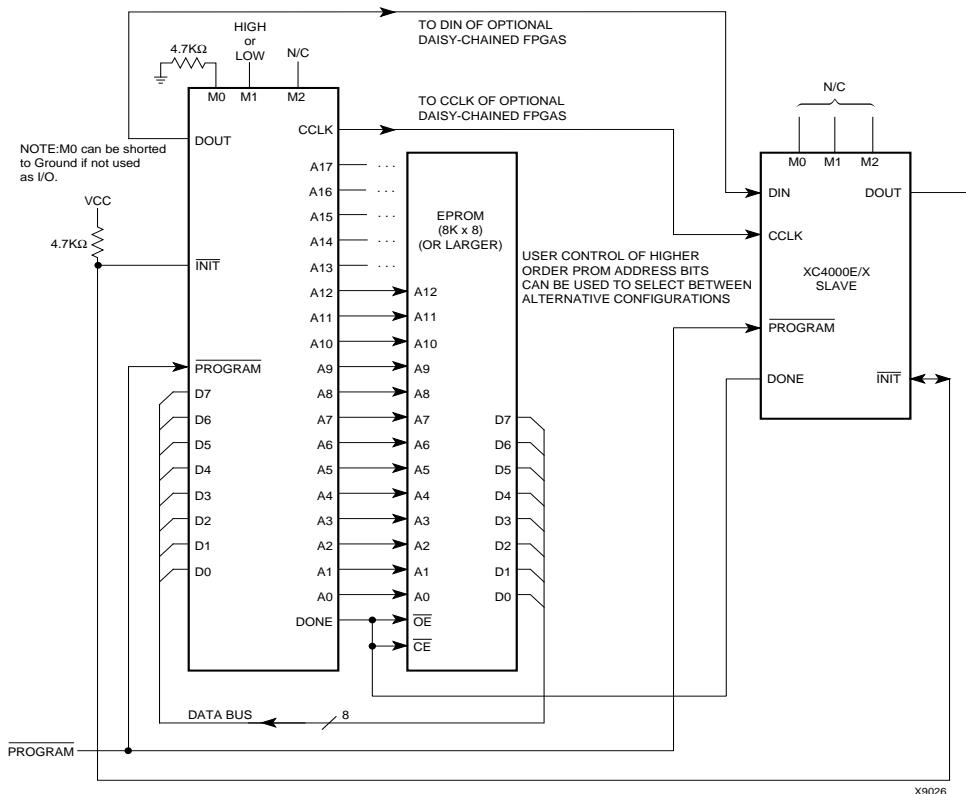 HIGH
or
LOW
4.7KΩ
N/C
M0 M1 M2
TO DIN OF OPTIONAL
DAISY-CHAINED FPGAS
TO CCLK OF OPTIONAL
DAISY-CHAINED FPGAS
N/C
M0 M1 M2
NOTE:M0 can be shorted
to Ground if not used
as I/O.
VCC
4.7KΩ
DOUT
INIT
PROGRAM
D7
D6
D5
D4
D3
D2
D1
D0
CCLK
A17 ...
A16 ...
A15 ...
A14 ...
A13 ...
A12
A11
A10
A9
A8
A7
A6
A5
A4
A3
A2
A1
A0
DONE
EPROM
(8K x 8)
(OR LARGER)
A12
A11
A10
A9
A8
A7
A6
A5
A4
A3
A2
A1
A0
OE
CE
D7
D6
D5
D4
D3
D2
D1
D0
USER CONTROL OF HIGHER
ORDER PROM ADDRESS BITS
CAN BE USED TO SELECT BETWEEN
ALTERNATIVE CONFIGURATIONS
DIN DOUT
CCLK
XC4000E/X
SLAVE
PROGRAM
DONE INIT
DATA BUS 8
PROGRAM
X9026